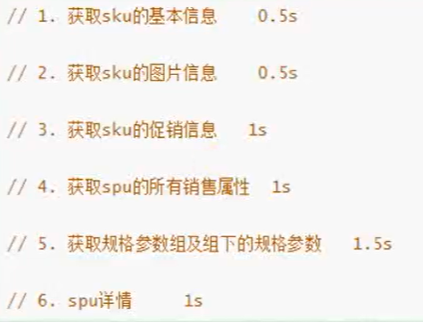 // 1. 获取sku的基本信息 0.5s
// 2. 获取sku的图片信息 0.5s
// 3. 获取sku的促销信息 1s
// 4. 获取spu的所有销售属性 1s
// 5. 获取规格参数组及组下的规格参数 1.5s
// 6. spu详情 1s